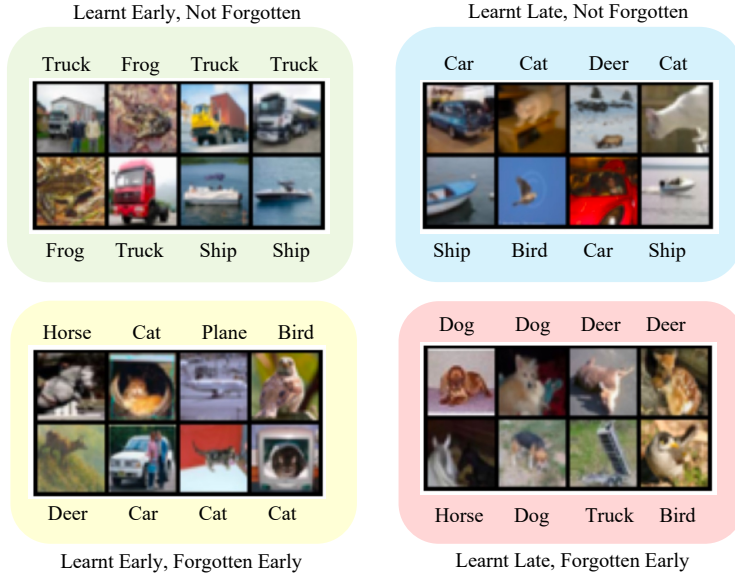 Learnt Early, Not Forgotten
Truck Frog Truck Truck
Frog Truck Ship Ship
Learnt Late, Not Forgotten
Car Cat Deer Cat
Ship Bird Car Ship
Horse Cat Plane Bird
Deer Car Cat Cat
Learnt Early, Forgotten Early
Dog Dog Deer Deer
Horse Dog Truck Bird
Learnt Late, Forgotten Early